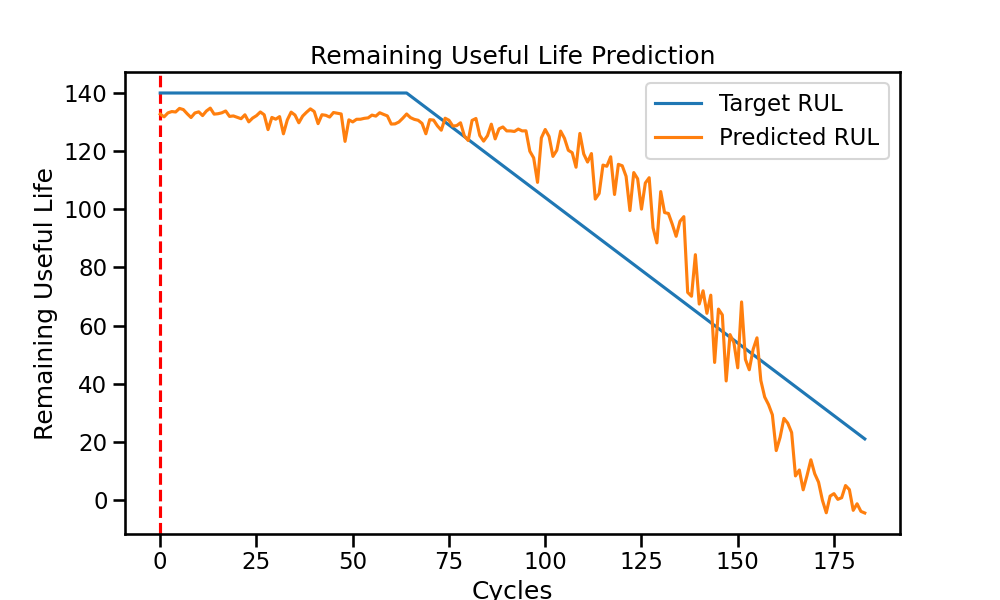 Remaining Useful Life Prediction
Target RUL
Predicted RUL
Remaining Useful Life
140
120
100
80
60
40
20
0
0 25 50 75 100 125 150 175
Cycles